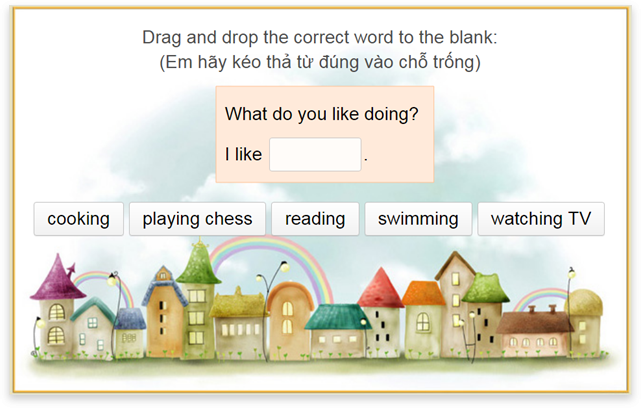 Drag and drop the correct word to the blank:
(Em hãy kéo thả từ đúng vào chỗ trống)
What do you like doing?
I like .
cooking playing chess reading swimming watching TV